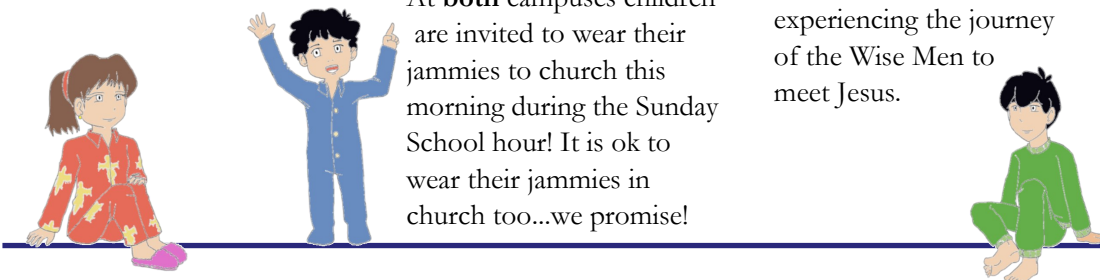 At both campuses children
are invited to wear their
jammies to church this
morning during the Sunday
School hour! It is ok to
wear their jammies in
church too...we promise!
experiencing the journey
of the Wise Men to
meet Jesus.